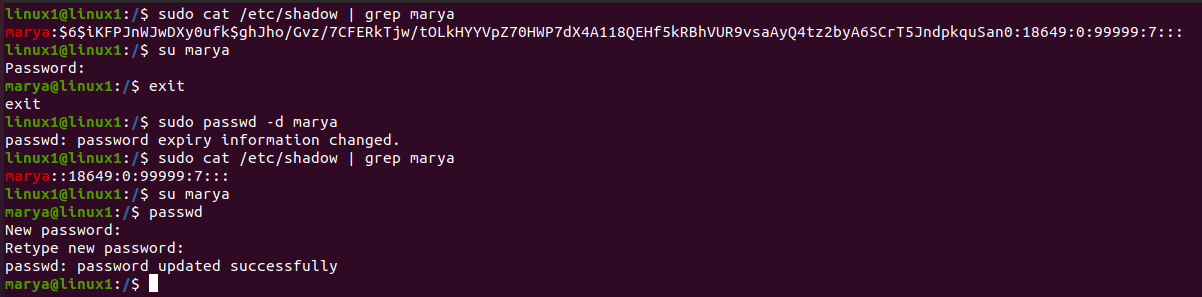 linux1@linux1:/$ sudo cat /etc/shadow | grep marya
marya:$6$iKFPJnWJwDXy0ufk$ghJho/Gvz/7CFERkTjw/tOLkHYYVpZ70HWP7dX4A118QEHf5kRBhVUR9vsaAyQ4tz2byA6SCrT5JndpkquSan0:18649:0:99999:7:::
linux1@linux1:/$ su marya
Password:
marya@linux1:/$ exit
exit
linux1@linux1:/$ sudo passwd -d marya
passwd: password expiry information changed.
linux1@linux1:/$ sudo cat /etc/shadow | grep marya
marya::18649:0:99999:7:::
linux1@linux1:/$ su marya
marya@linux1:/$ passwd
New password:
Retype new password:
passwd: password updated successfully
marya@linux1:/$